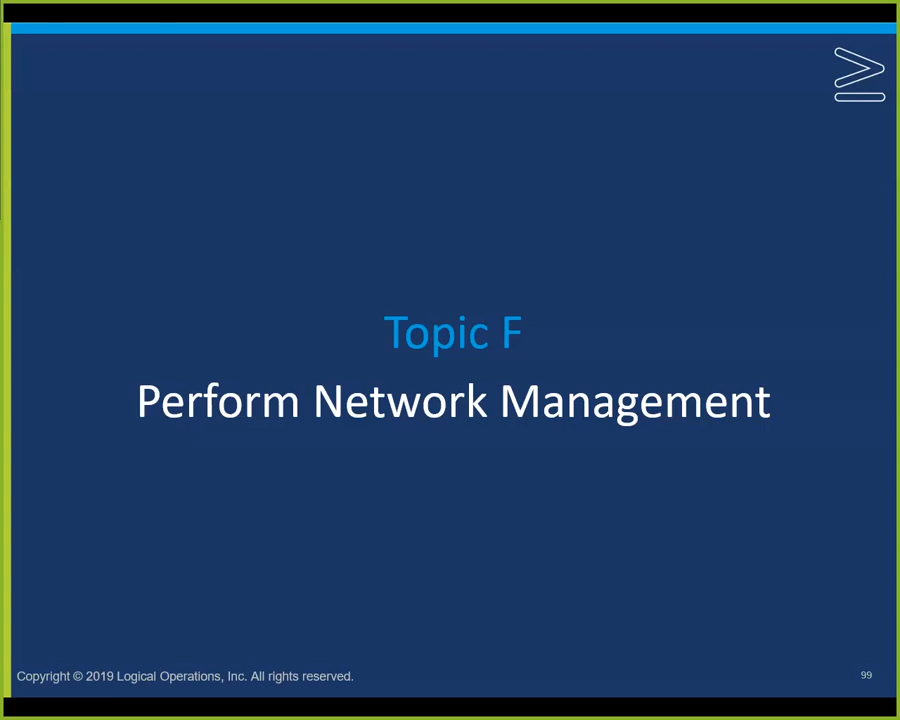 Topic F
Perform Network Management
Copyright © 2019 Logical Operations, Inc. All rights reserved.
99